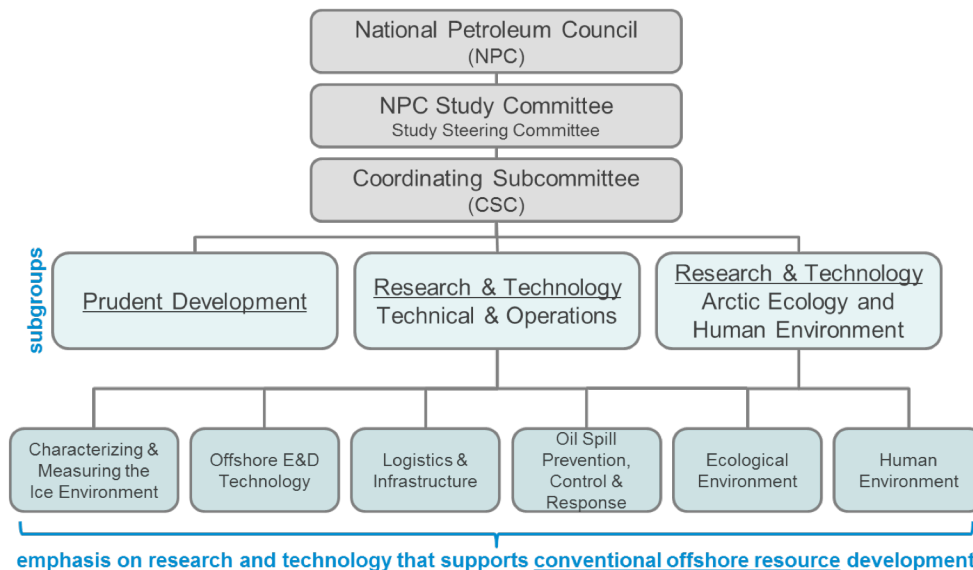 National Petroleum Council
(NPC)
NPC Study Committee
Study Steering Committee
Coordinating Subcommittee
(CSC)
subgroups
Prudent Development
Research & Technology
Technical & Operations
Research & Technology
Arctic Ecology and
Human Environment
Characterizing &
Measuring the
Ice Environment
Offshore E&D
Technology
Logistics &
Infrastructure
Oil Spill
Prevention,
Control &
Response
Ecological
Environment
Human
Environment
emphasis on research and technology that supports conventional offshore resource development